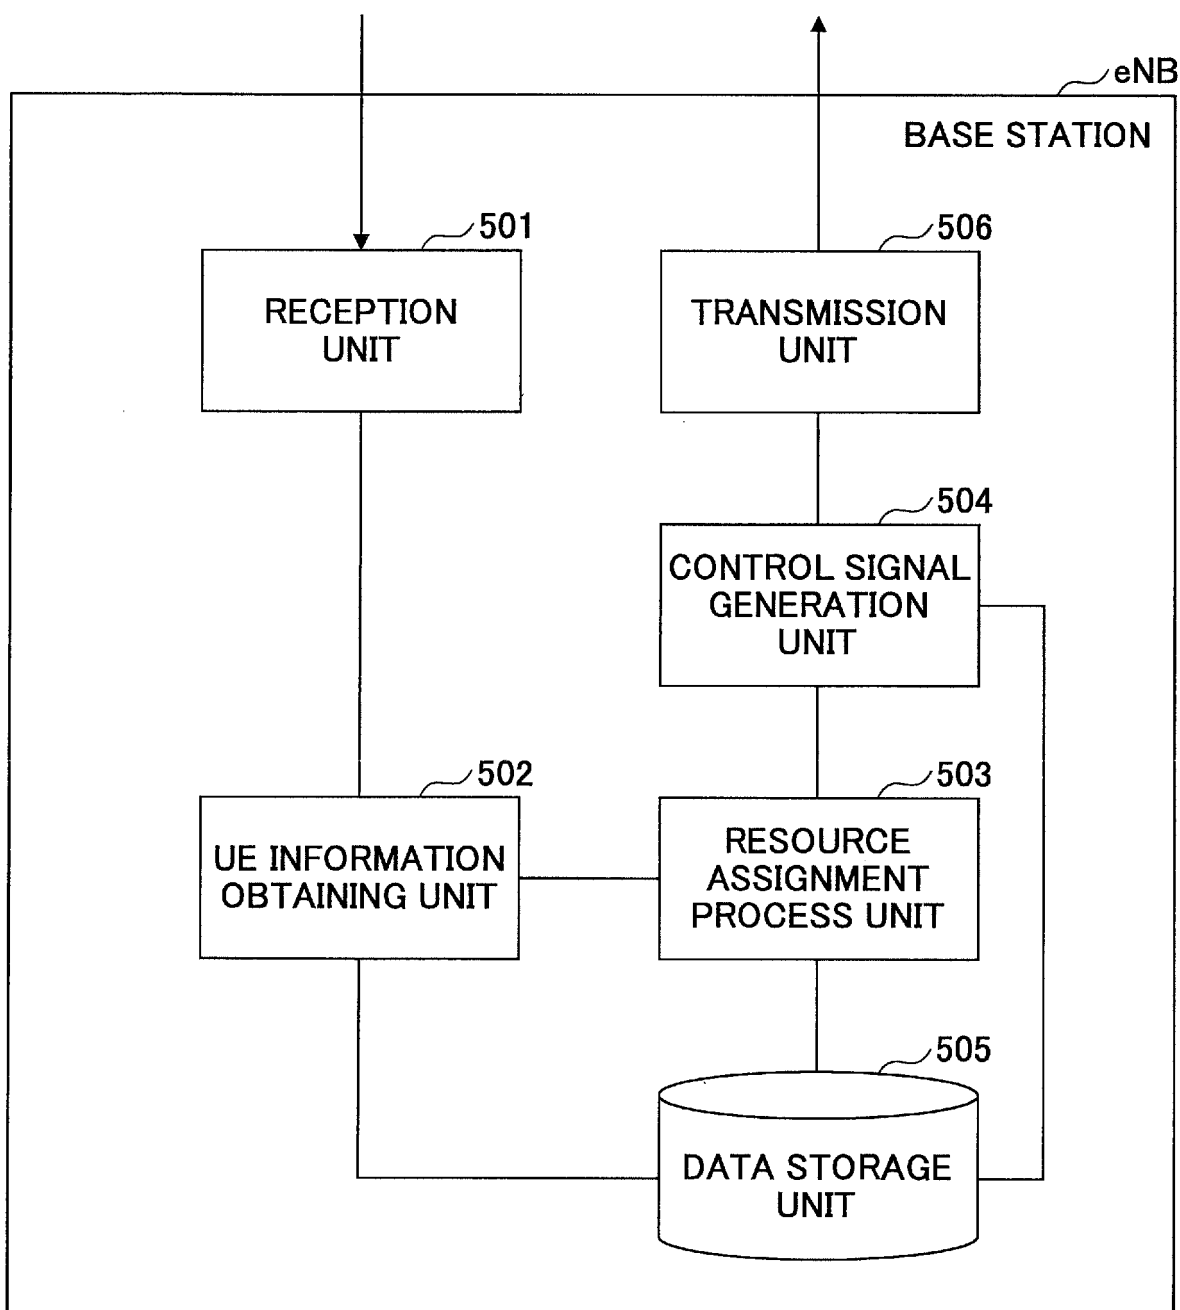 eNB
BASE STATION
501
RECEPTION
UNIT
506
TRANSMISSION
UNIT
504
CONTROL SIGNAL
GENERATION
UNIT
502
UE INFORMATION
OBTAINING UNIT
503
RESOURCE
ASSIGNMENT
PROCESS UNIT
505
DATA STORAGE
UNIT